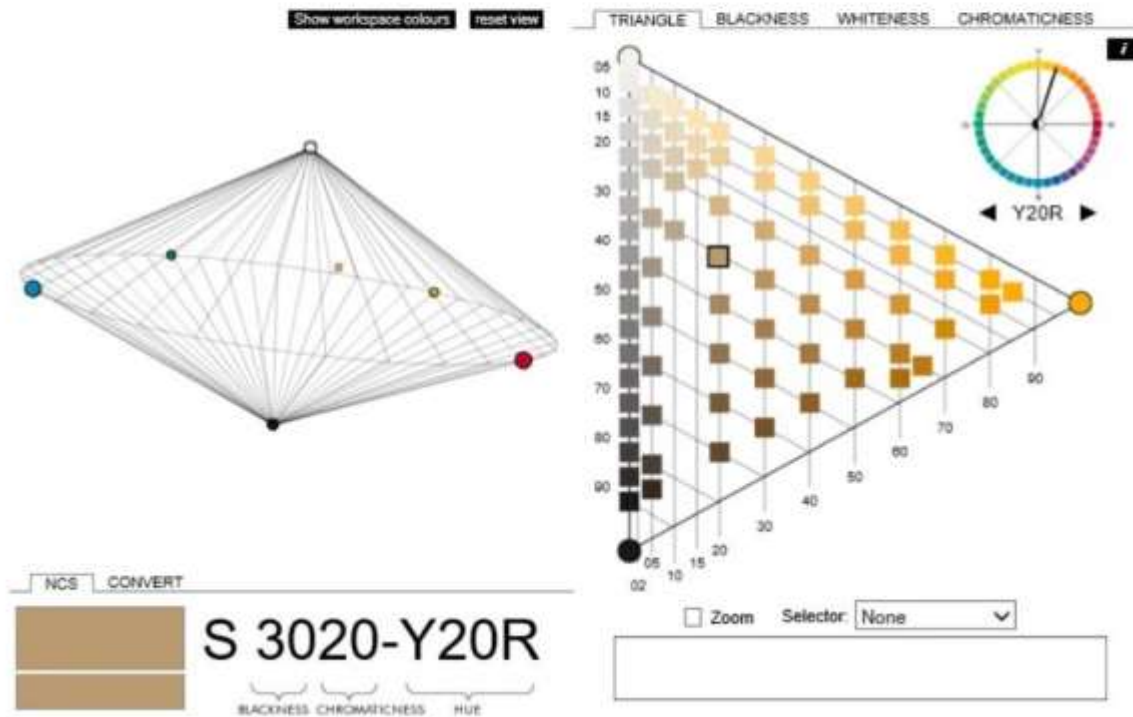 Show workspace colours reset view
TRIANGLE BLACKNESS WHITENESS CHROMATICNESS
i
05
10
15
20
30
40
50
60
70
80
90
Y20R
90
80
70
60
50
40
30
20
15
10
05
02
NCS CONVERT
S 3020-Y20R
BLACKNESS CHROMATICNESS HUE
Zoom Selector: None